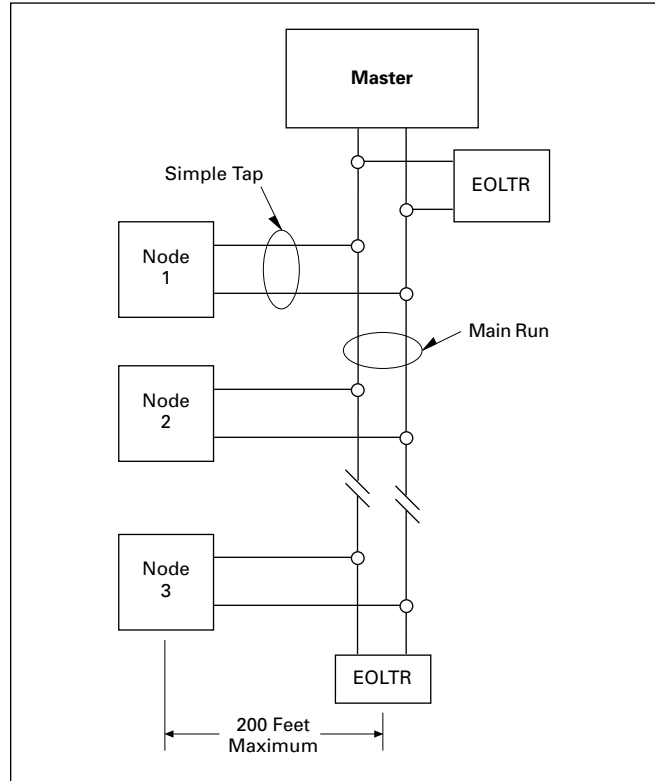 Master
EOLTR
Simple Tap
Node
1
Main Run
Node
2
Node
3
EOLTR
200 Feet
Maximum